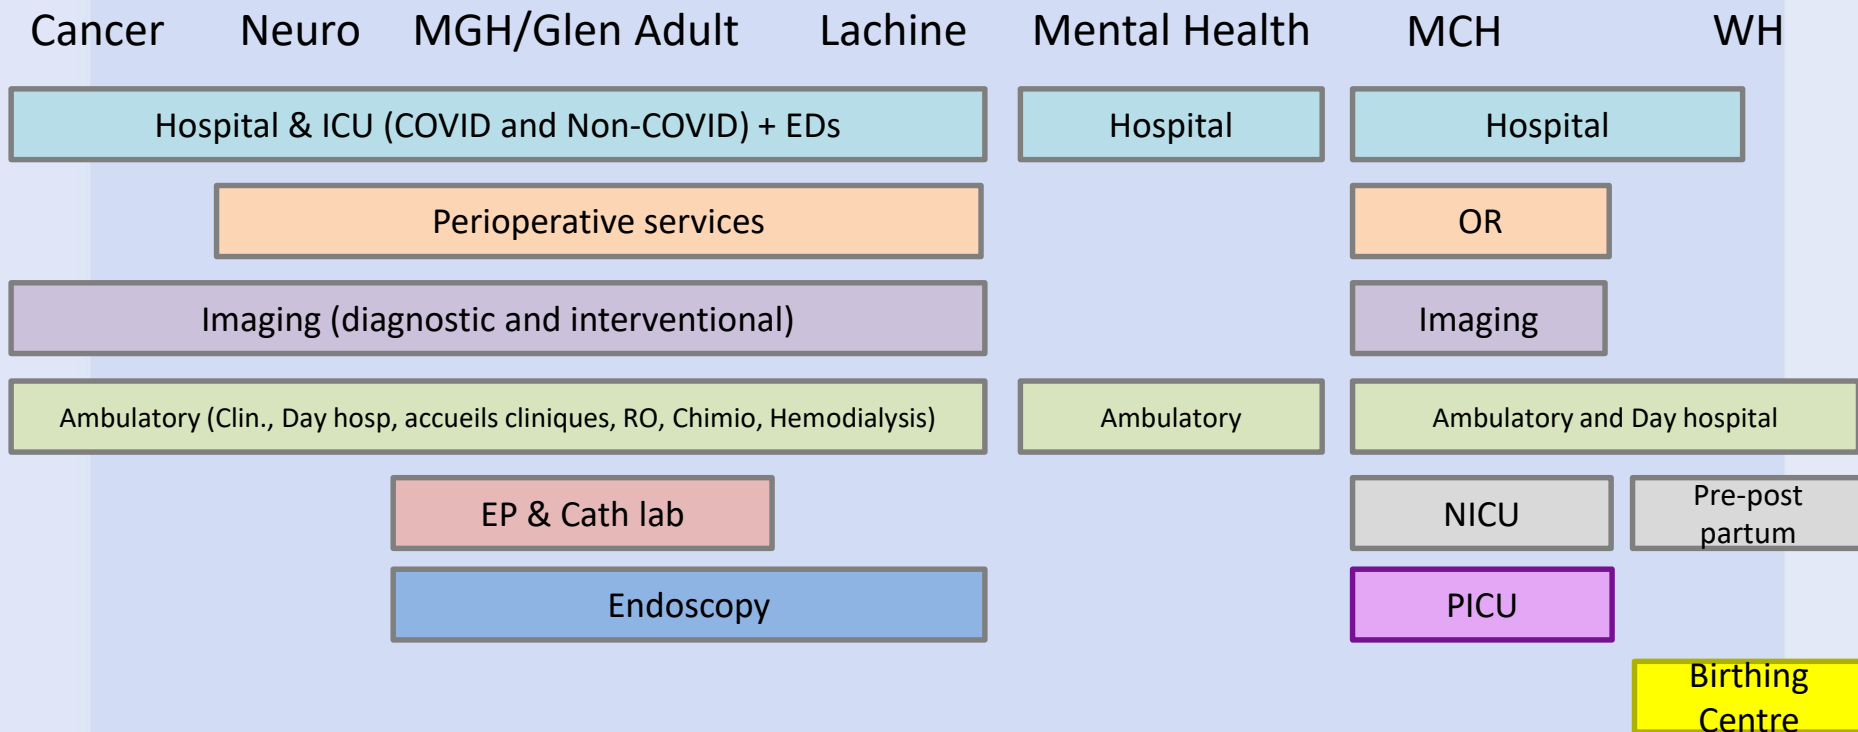 Cancer Neuro MGH/Glen Adult Lachine Mental Health MCH WH
Hospital & ICU (COVID and Non-COVID) + EDs Hospital Hospital
Perioperative services OR
Imaging (diagnostic and interventional) Imaging
Ambulatory (Clin., Day hosp, accueils cliniques, RO, Chimio, Hemodialysis) Ambulatory Ambulatory and Day hospital
EP & Cath lab NICU Pre-post
partum
Endoscopy PICU
Birthing
Centre